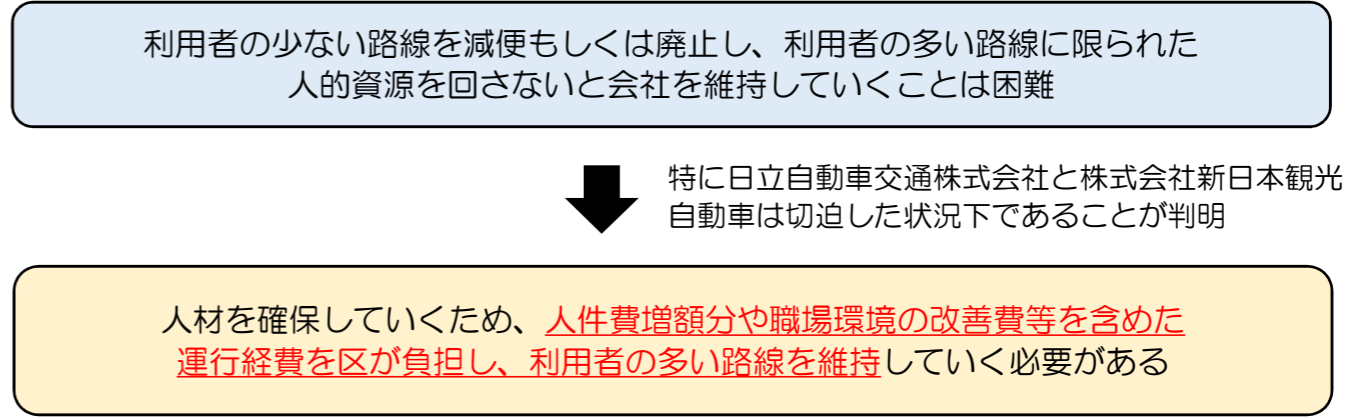 利用者の少ない路線を減便もしくは廃止し、利用者の多い路線に限られた
人的資源を回さないと会社を維持していくことは困難
特に日立自動車交通株式会社と株式会社新日本観光
自動車は切迫した状況下であることが判明
人材を確保していくため、人件費増額分や職場環境の改善費等を含めた
運行経費を区が負担し、利用者の多い路線を維持していく必要がある